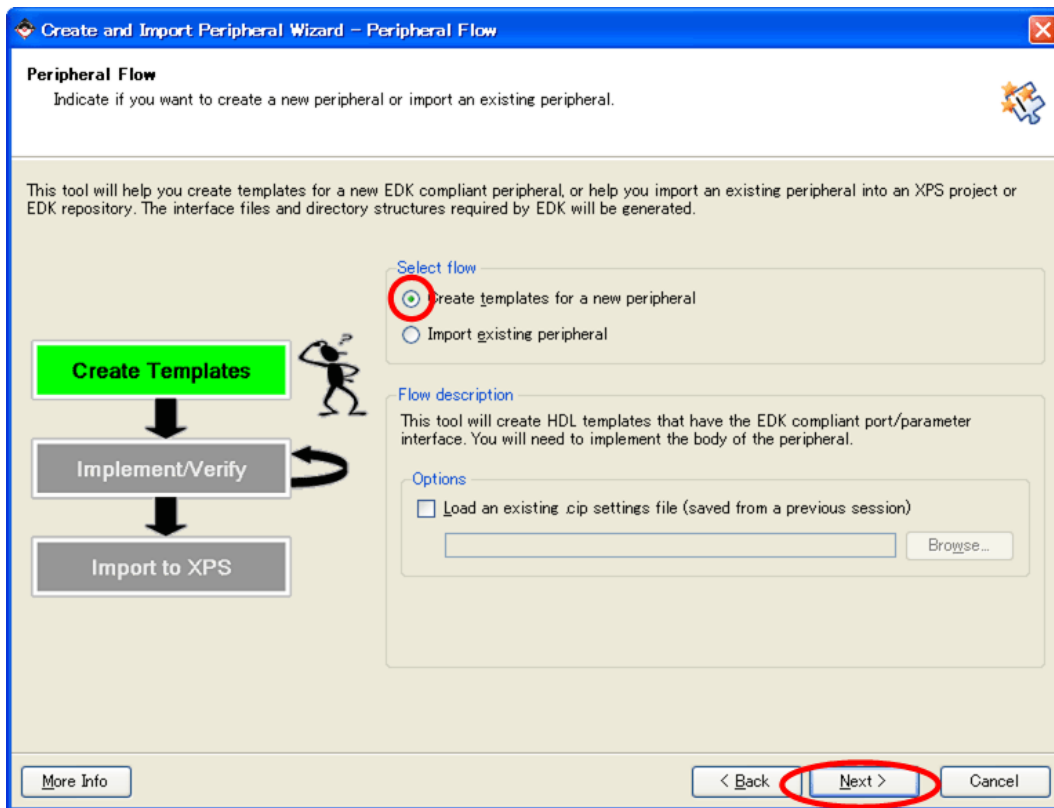 Create and Import Peripheral Wizard - Peripheral Flow
Peripheral Flow
Indicate if you want to create a new peripheral or import an existing peripheral.
This tool will help you create templates for a new EDK compliant peripheral, or help you import an existing peripheral into an XPS project or
EDK repository. The interface files and directory structures required by EDK will be generated.
Select flow
Create templates for a new peripheral
Import existing peripheral
Create Templates
Implement/Verify
Import to XPS
Flow description
This tool will create HDL templates that have the EDK compliant port/parameter
interface. You will need to implement the body of the peripheral.
Options
Load an existing .cip settings file (saved from a previous session)
Browse...
More Info
< Back
Next >
Cancel